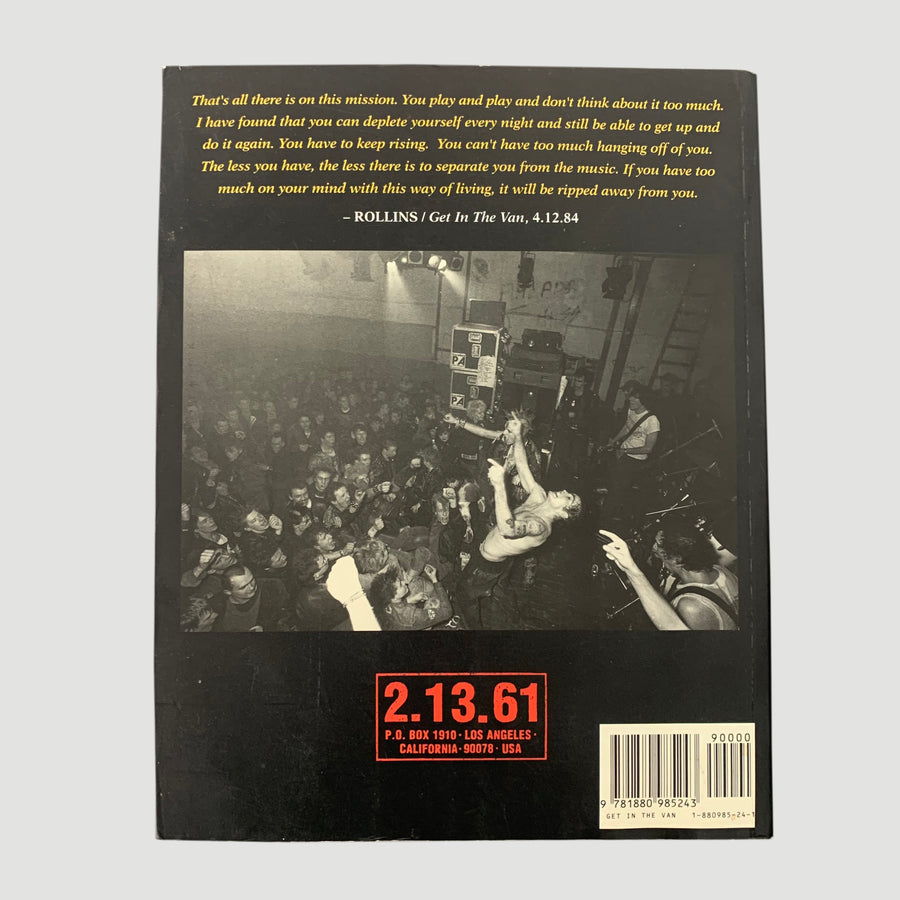 That's all there is on this mission. You play and play and don't think about it too much.
I have found that you can deplete yourself every night and still be able to get up and
do it again. You have to keep rising. You can't have too much hanging off of you.
The less you have, the less there is to separate you from the music. If you have too
much on your mind with this way of living, it will be ripped away from you.
– ROLLINS / Get In The Van, 4.12.84
PA
PA
2.13.61
P.O. BOX 1910 · LOS ANGELES ·
CALIFORNIA · 90078 · USA
90000
9 781880 985243
GET IN THE VAN 1-880985-24-1